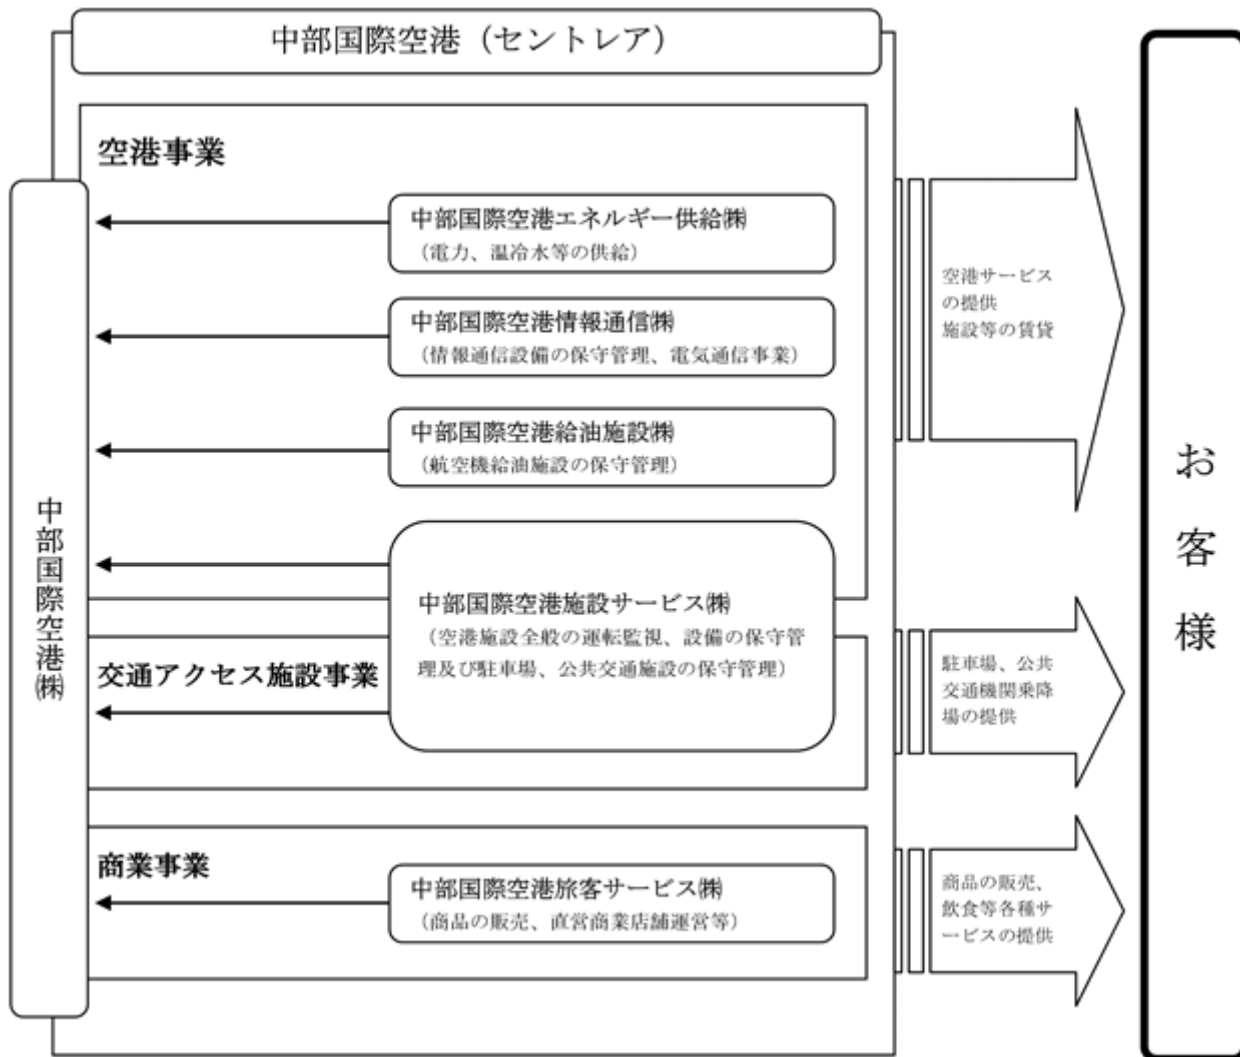 中部国際空港（セントレア）
空港事業
中部国際空港エネルギー供給㈱
（電力、温冷水等の供給）
中部国際空港情報通信㈱
（情報通信設備の保守管理、電気通信事業）
中部国際空港給油施設㈱
（航空機給油施設の保守管理）
中部国際空港施設サービス㈱
（空港施設全般の運転監視、設備の保守管
理及び駐車場、公共交通施設の保守管理）
交通アクセス施設事業
商業事業
中部国際空港旅客サービス㈱
（商品の販売、直営商業店舗運営等）
中部国際空港㈱
空港サービス
の提供
施設等の賃貸
駐車場、公共
交通機関乗降
場の提供
商品の販売、
飲食等各種サ
ービスの提供
お客様